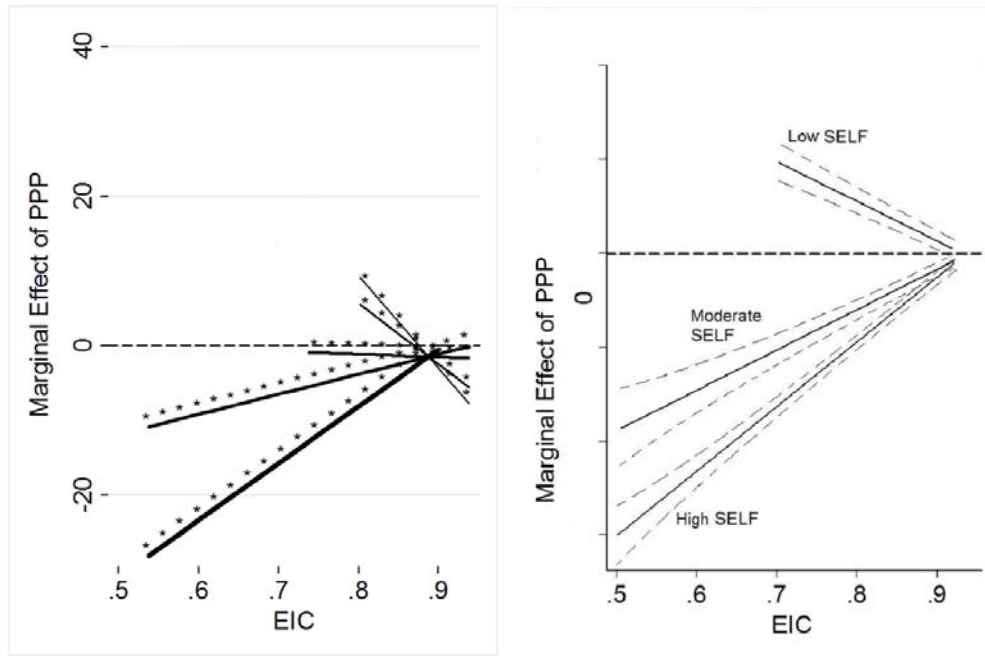 40
20
0
-20
Marginal Effect of PPP
.5 .6 .7 .8 .9
EIC
Low SELF
Moderate
SELF
High SELF
0
Marginal Effect of PPP
.5 .6 .7 .8 .9
EIC